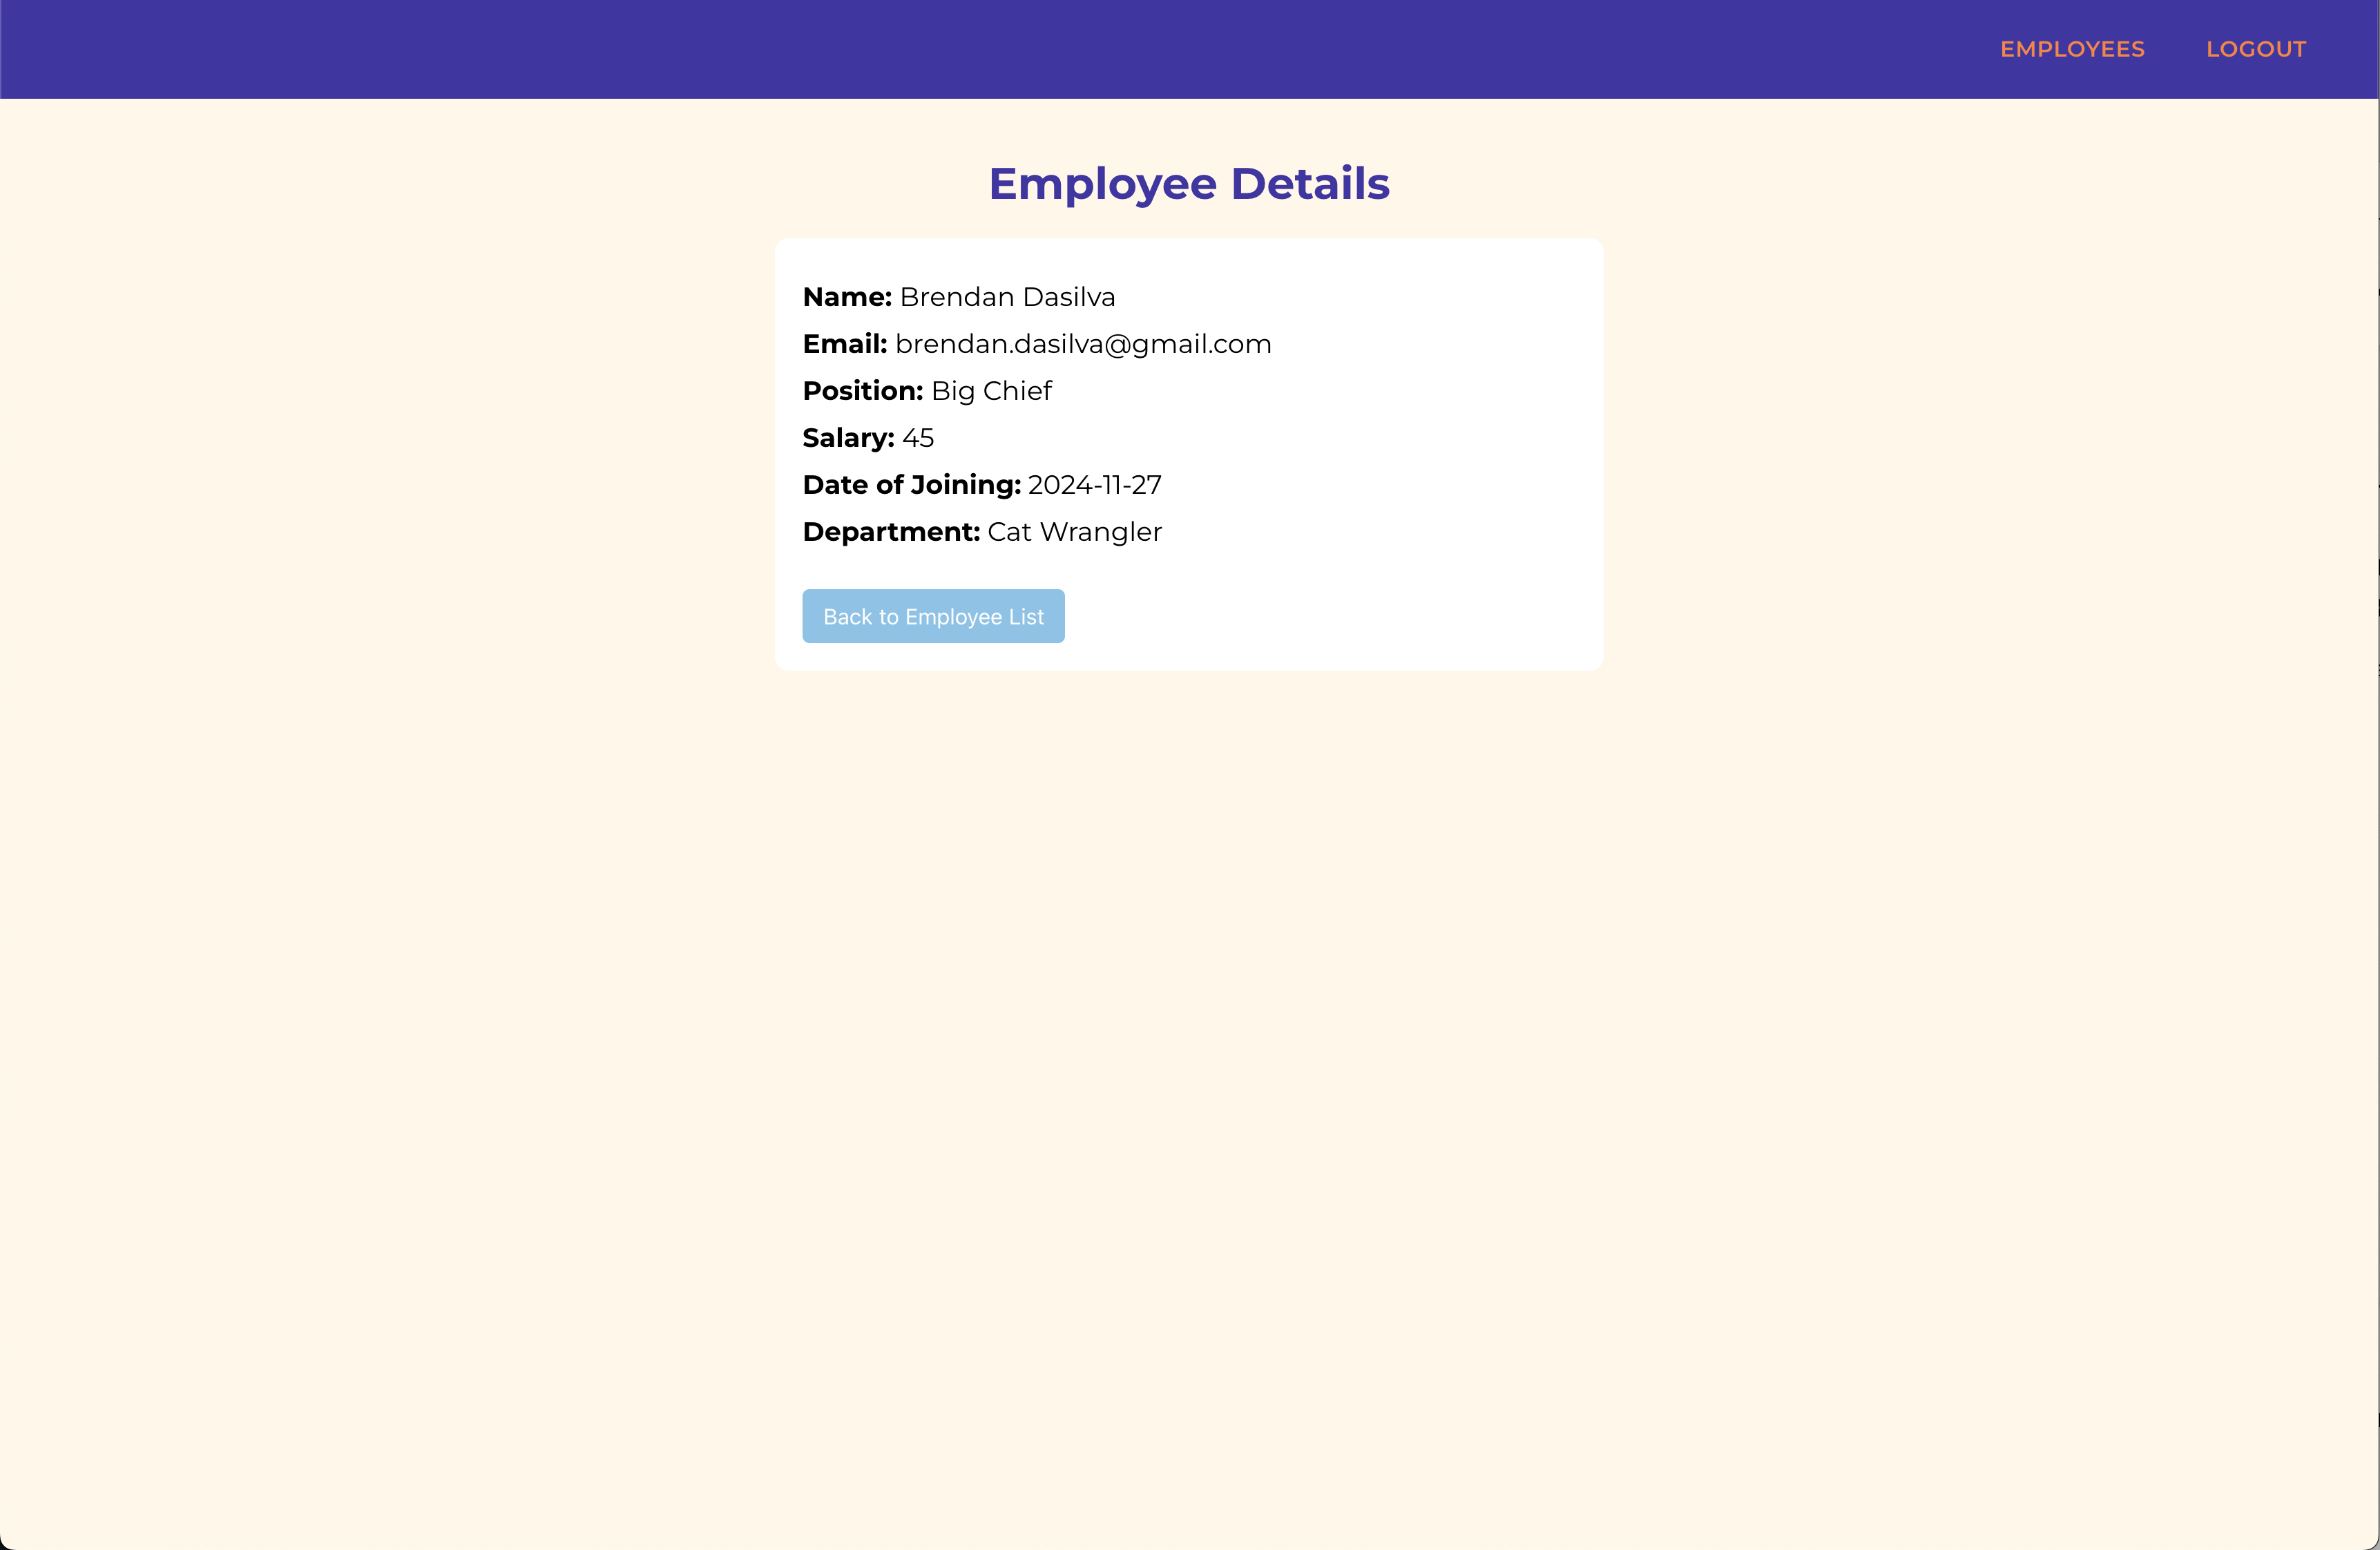 EMPLOYEES LOGOUT
Employee Details
Name: Brendan Dasilva
Email: brendan.dasilva@gmail.com
Position: Big Chief
Salary: 45
Date of Joining: 2024-11-27
Department: Cat Wrangler
Back to Employee List